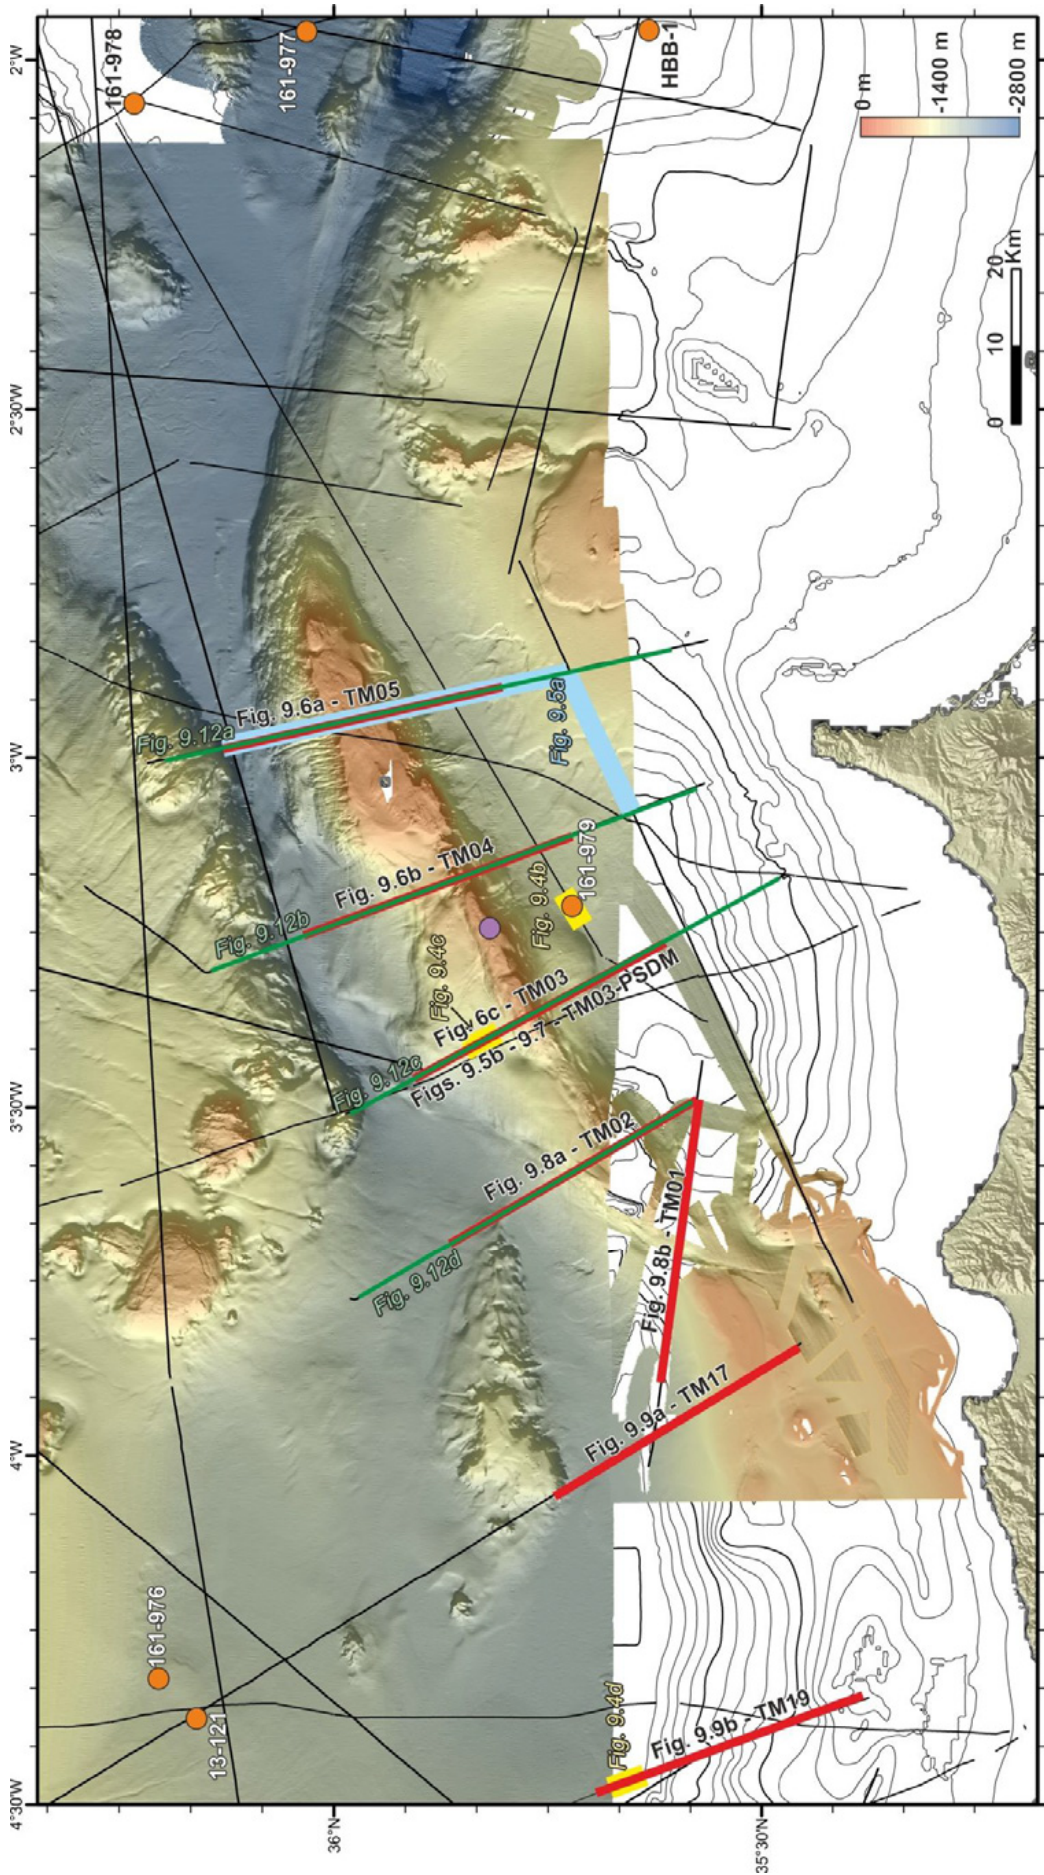 4°30'W
4°W
3°30'W
3°W
2°30'W
2°W
36°N
35°30'N
161-976
13-121
161-978
161-977
HBB-1
161-979
Fig. 9.12a
Fig. 9.6a - TM05
Fig. 9.5a
Fig. 9.12b
Fig. 9.6b - TM04
Fig. 9.4b
Fig. 9.4c
Fig. 9.12c
Fig. 6c - TM03
Figs. 9.5b - 9.7 - TM03-PSDM
Fig. 9.12d
Fig. 9.8a - TM02
Fig. 9.8b - TM01
Fig. 9.9a - TM17
Fig. 9.4d
Fig. 9.9b - TM19
0 m
-1400 m
-2800 m
0 10 20
Km